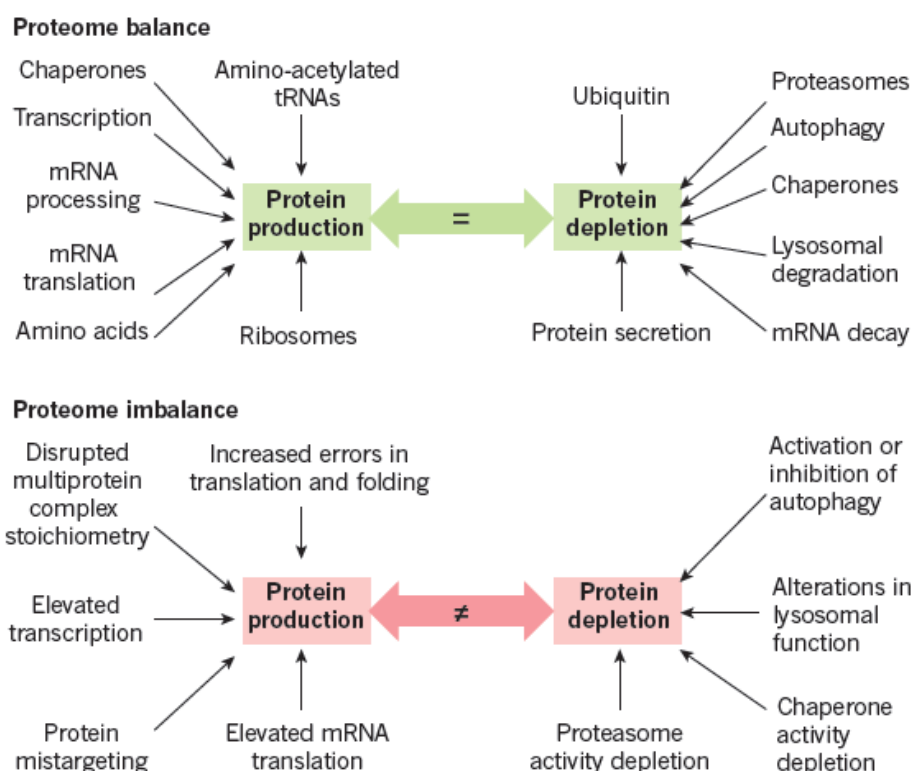 Proteome balance
Chaperones
Transcription
mRNA
processing
mRNA
translation
Amino acids
Amino-acetylated
tRNAs
Protein
production
Ribosomes
=
Ubiquitin
Protein
depletion
Protein secretion
Proteasomes
Autophagy
Chaperones
Lysosomal
degradation
mRNA decay
Proteome imbalance
Disrupted
multiprotein
complex
stoichiometry
Elevated
transcription
Protein
mistargeting
Increased errors in
translation and folding
Protein
production
Elevated mRNA
translation
≠
Protein
depletion
Proteasome
activity depletion
Activation or
inhibition of
autophagy
Alterations in
lysosomal
function
Chaperone
activity
depletion